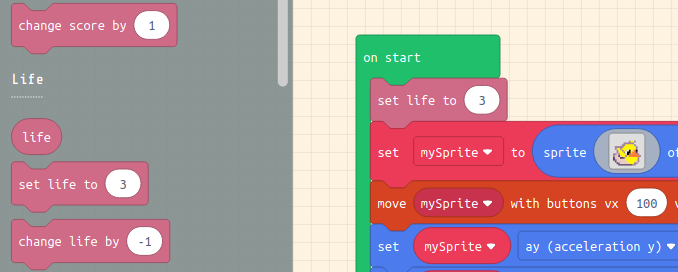 change score by 1
Life
life
set life to 3
change life by -1
on start
set life to 3
set mySprite to sprite of
move mySprite with buttons vx 100 v
set mySprite ay (acceleration y)